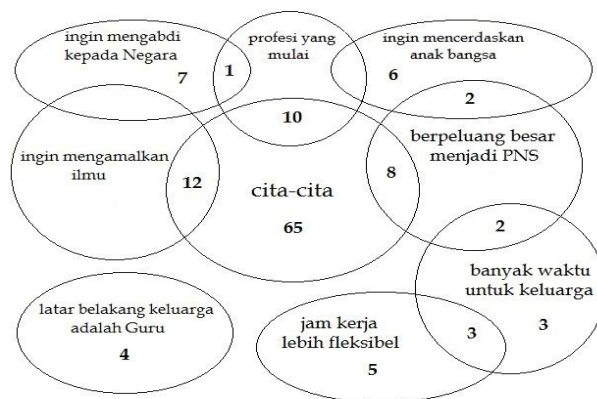 ingin mengabdi
kepada Negara
7
1
profesi yang
mulai
10
ingin mencerdaskan
anak bangsa
6
2
berpeluang besar
menjadi PNS
8
ingin mengamalkan
ilmu
12
cita-cita
65
2
banyak waktu
untuk keluarga
3
3
latar belakang keluarga
adalah Guru
4
jam kerja
lebih fleksibel
5